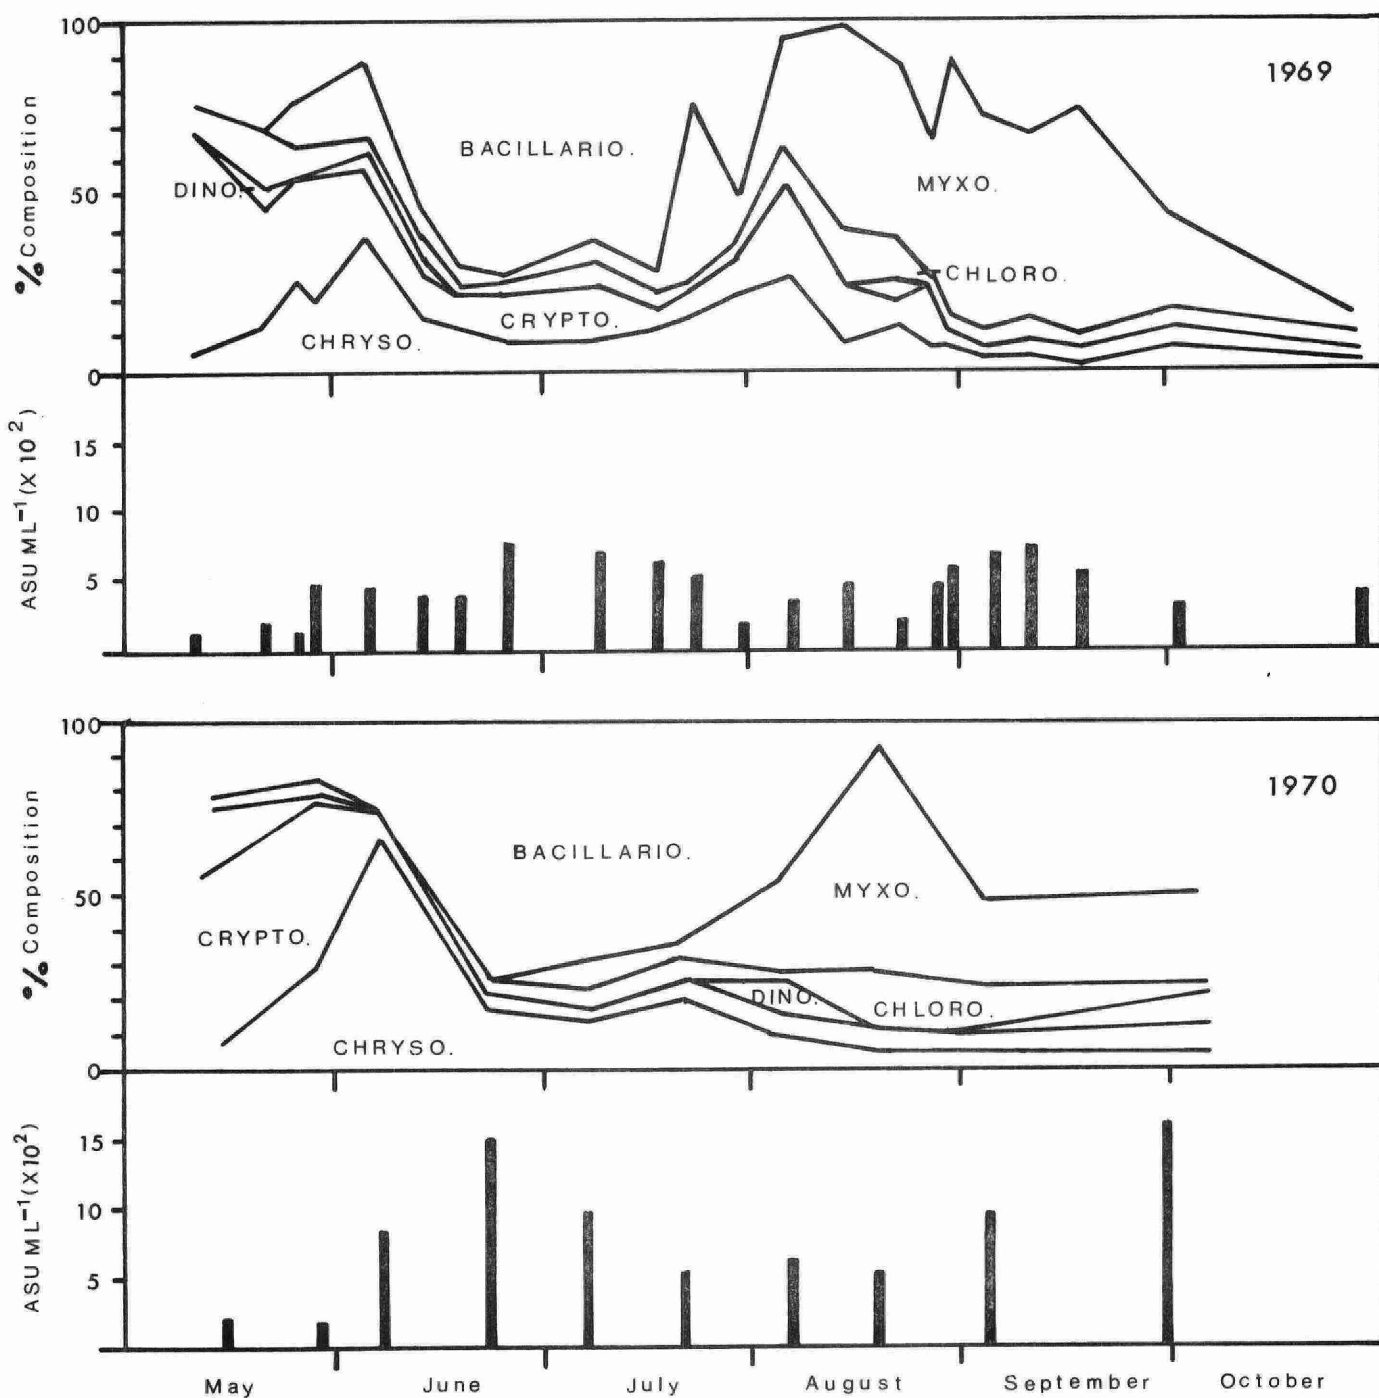 100
1969
BACILLARIO.
% Composition
DINO.
MYXO.
50
CHLORO.
CRYPTO.
CHRYSO.
0
ASU ML⁻¹ (X 10²)
15
10
5
100
1970
% Composition
BACILLARIO.
MYXO.
50
CRYPTO.
DINO.
CHLORO.
CHRYSO.
0
ASU ML⁻¹ (X10²)
15
10
5
May June July August September October